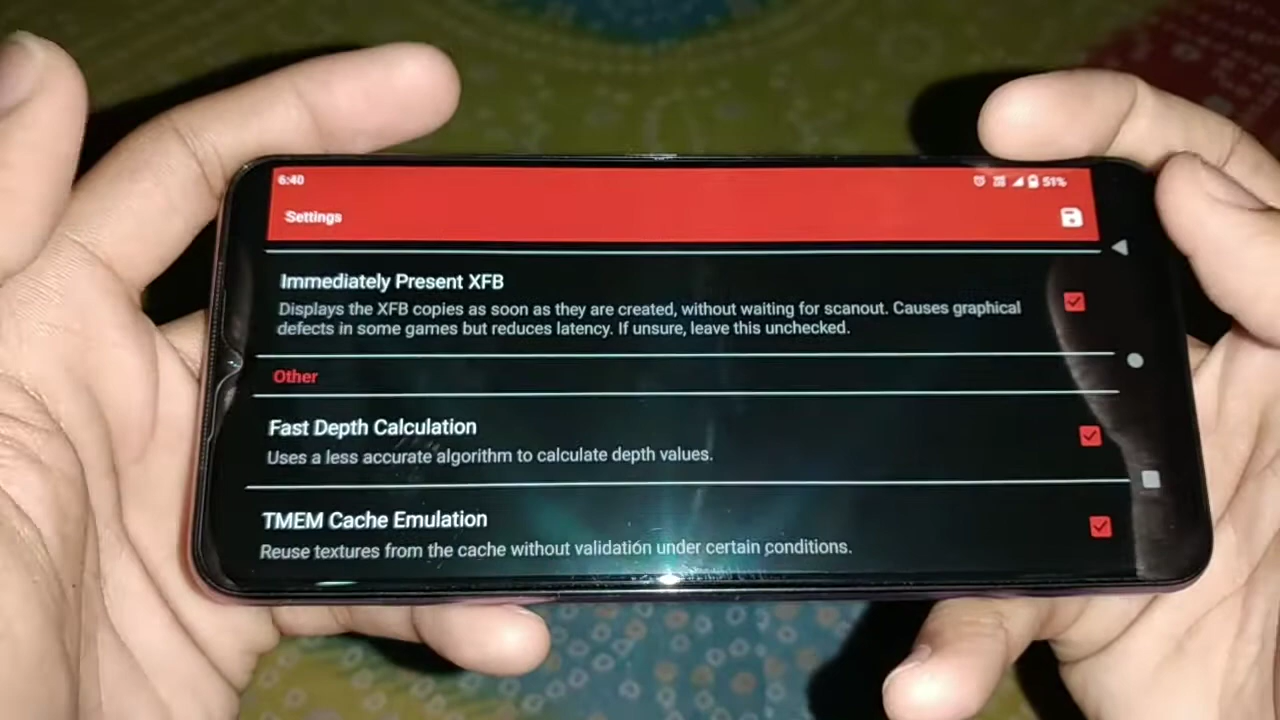 6:40
51%
Settings
Immediately Present XFB
Displays the XFB copies as soon as they are created, without waiting for scanout. Causes graphical
defects in some games but reduces latency. If unsure, leave this unchecked.
Other
Fast Depth Calculation
Uses a less accurate algorithm to calculate depth values.
TMEM Cache Emulation
Reuse textures from the cache without validation under certain conditions.